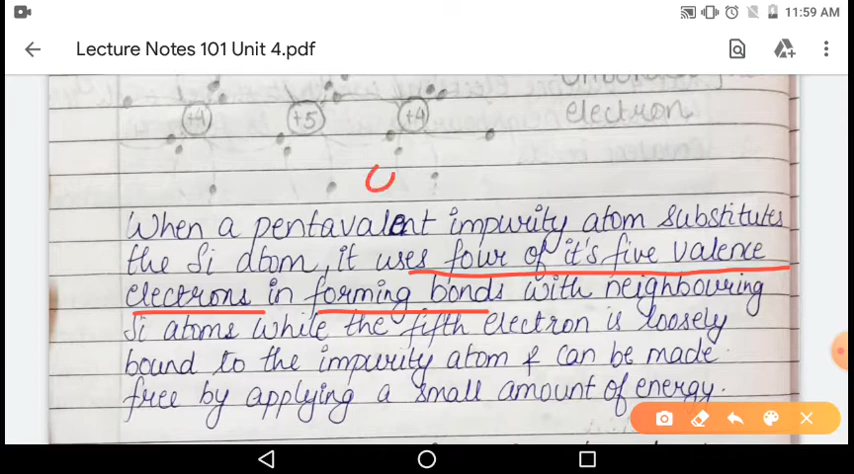 11:59 AM
Lecture Notes 101 Unit 4.pdf
electron
+4 +5 +4
When a pentavalent impurity atom substitutes
the Si atom, it uses four of it's five valence
electrons in forming bonds with neighbouring
Si atoms while the fifth electron is loosely
bound to the impurity atom & can be made
free by applying a small amount of energy.